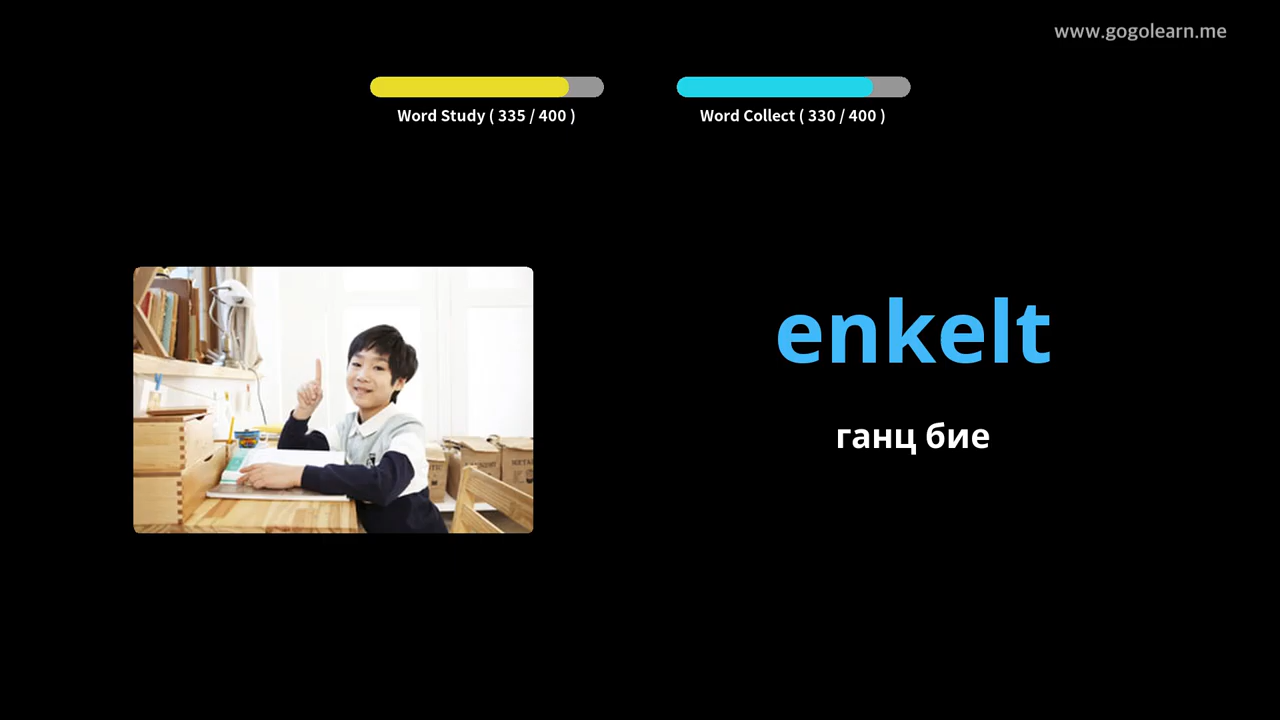 www.gogolearn.me
Word Study ( 335 / 400 )
Word Collect ( 330 / 400 )
enkelt
ганц бие